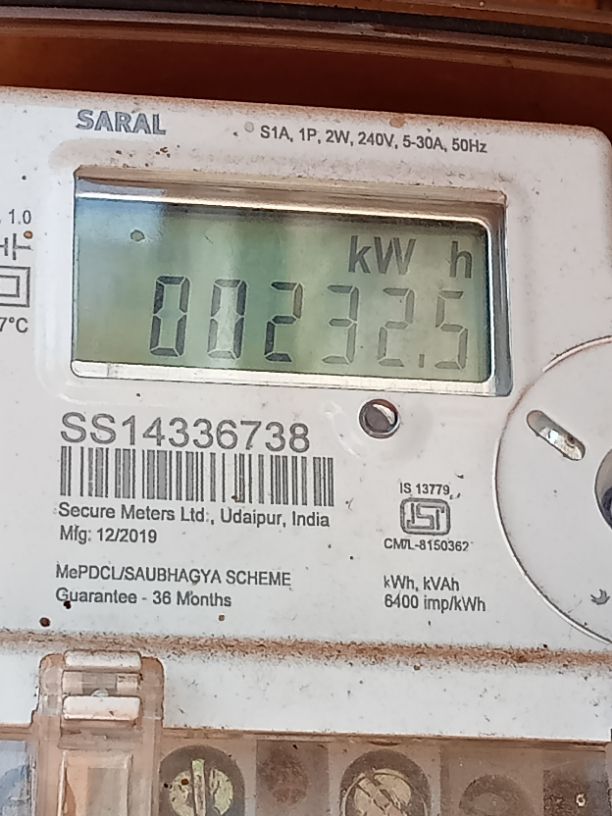 SARAL
S1A, 1P, 2W, 240V, 5-30A, 50Hz
1.0
7°C
kW h
00232.5
SS14336738
Secure Meters Ltd., Udaipur, India
Mfg: 12/2019
IS 13779
ISI
CM/L-8150362
MePDCL/SAUBHAGYA SCHEME
Guarantee - 36 Months
kWh, kVAh
6400 imp/kWh